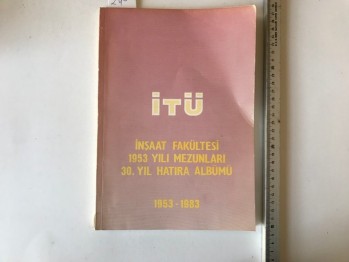 İTÜ
İNŞAAT FAKÜLTESİ
1953 YILI MEZUNLARI
30. YIL HATIRA ALBÜMÜ
1953-1983